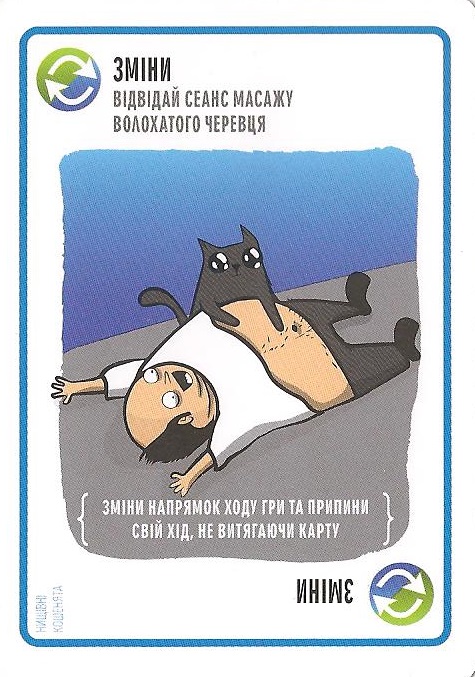 ЗМІНИ
ВІДВІДАЙ СЕАНС МАСАЖУ
ВОЛОХАТОГО ЧЕРЕВЦЯ
ЗМІНИ НАПРЯМОК ХОДУ ГРИ ТА ПРИПИНИ
СВІЙ ХІД, НЕ ВИТЯГАЮЧИ КАРТУ
ЗМІНИ
НИЩІВНІ
КОШЕНЯТА